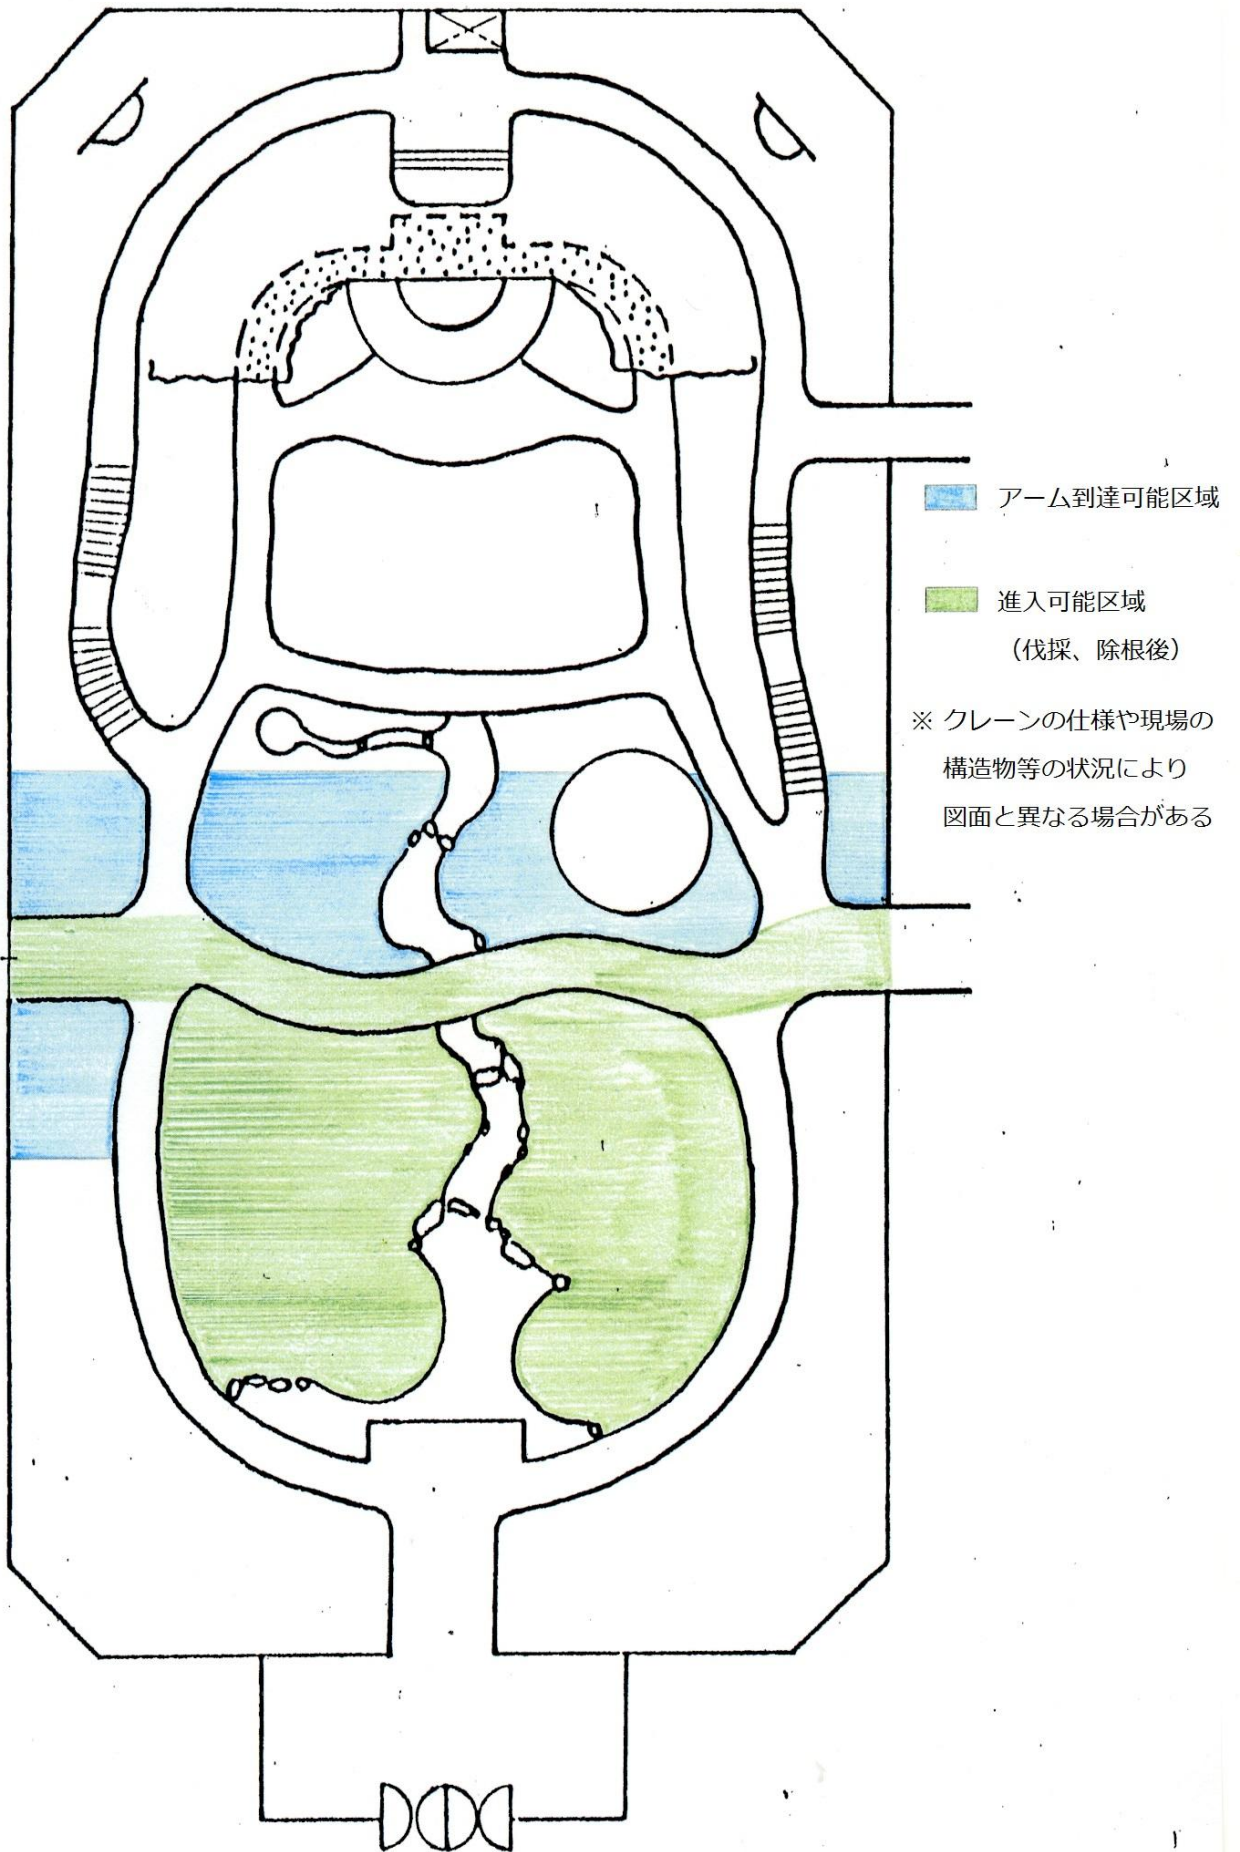 アーム到達可能区域
進入可能区域
（伐採、除根後）
※ クレーンの仕様や現場の
構造物等の状況により
図面と異なる場合がある